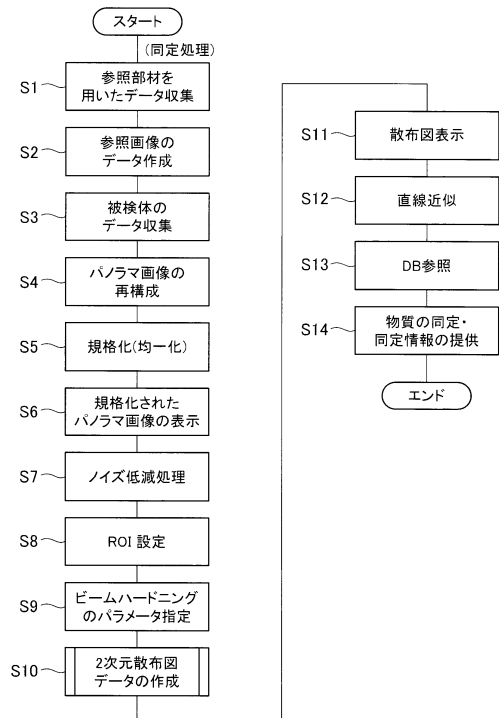 スタート
(同定処理)
S1
参照部材を
用いたデータ収集
S2
参照画像の
データ作成
S3
被検体の
データ収集
S4
パノラマ画像の
再構成
S5
規格化(均一化)
S6
規格化された
パノラマ画像の表示
S7
ノイズ低減処理
S8
ROI 設定
S9
ビームハードニング
のパラメータ指定
S10
2次元散布図
データの作成
S11
散布図表示
S12
直線近似
S13
DB参照
S14
物質の同定・
同定情報の提供
エンド